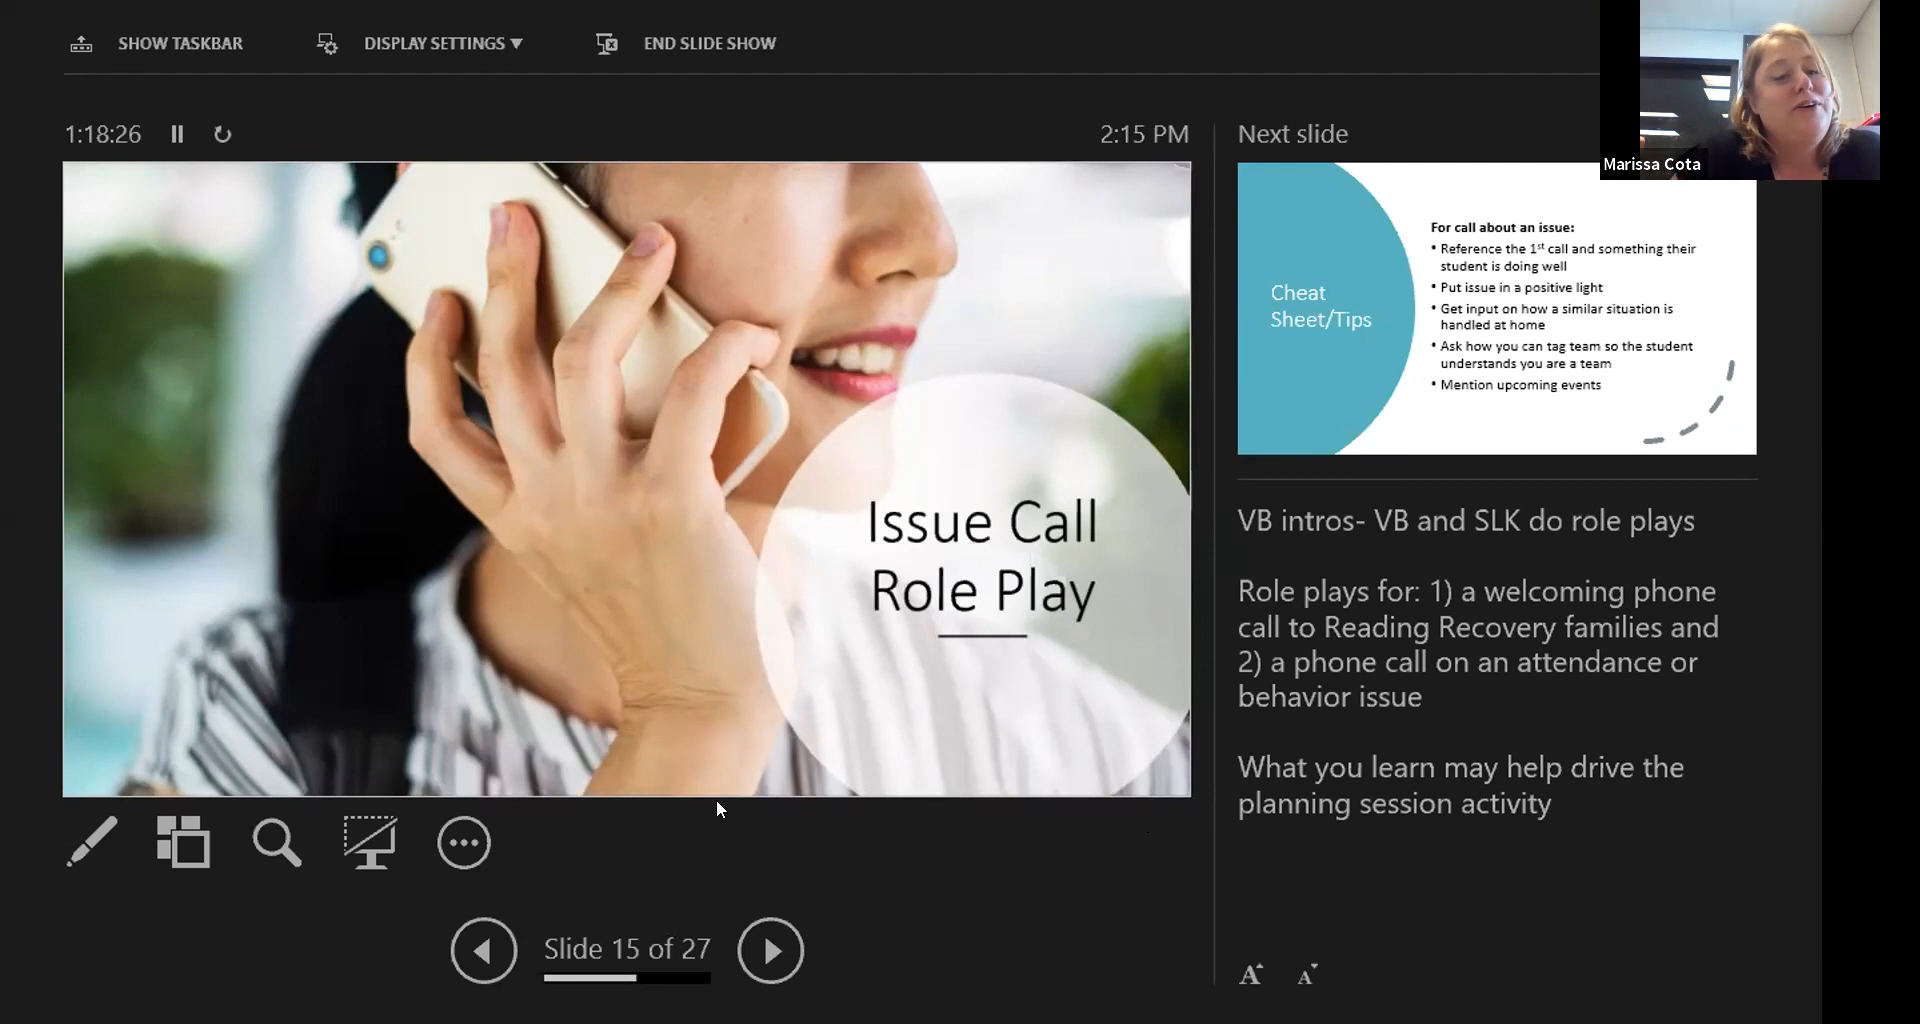 SHOW TASKBAR
DISPLAY SETTINGS ▼
END SLIDE SHOW
1:18:26
2:15 PM
Next slide
Marissa Cota
Issue Call
Role Play
Cheat
Sheet/Tips
For call about an issue:
• Reference the 1st call and something their
student is doing well
• Put issue in a positive light
• Get input on how a similar situation is
handled at home
• Ask how you can tag team so the student
understands you are a team
• Mention upcoming events
VB intros- VB and SLK do role plays
Role plays for: 1) a welcoming phone
call to Reading Recovery families and
2) a phone call on an attendance or
behavior issue
What you learn may help drive the
planning session activity
Slide 15 of 27
A A